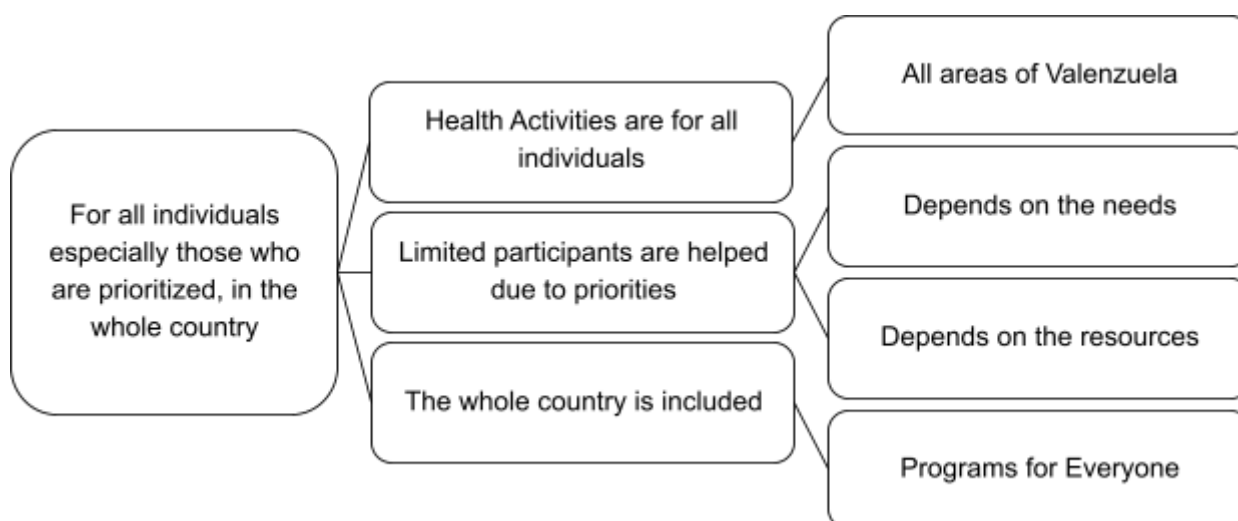 For all individuals
especially those who
are prioritized, in the
whole country
Health Activities are for all
individuals
Limited participants are helped
due to priorities
The whole country is included
All areas of Valenzuela
Depends on the needs
Depends on the resources
Programs for Everyone